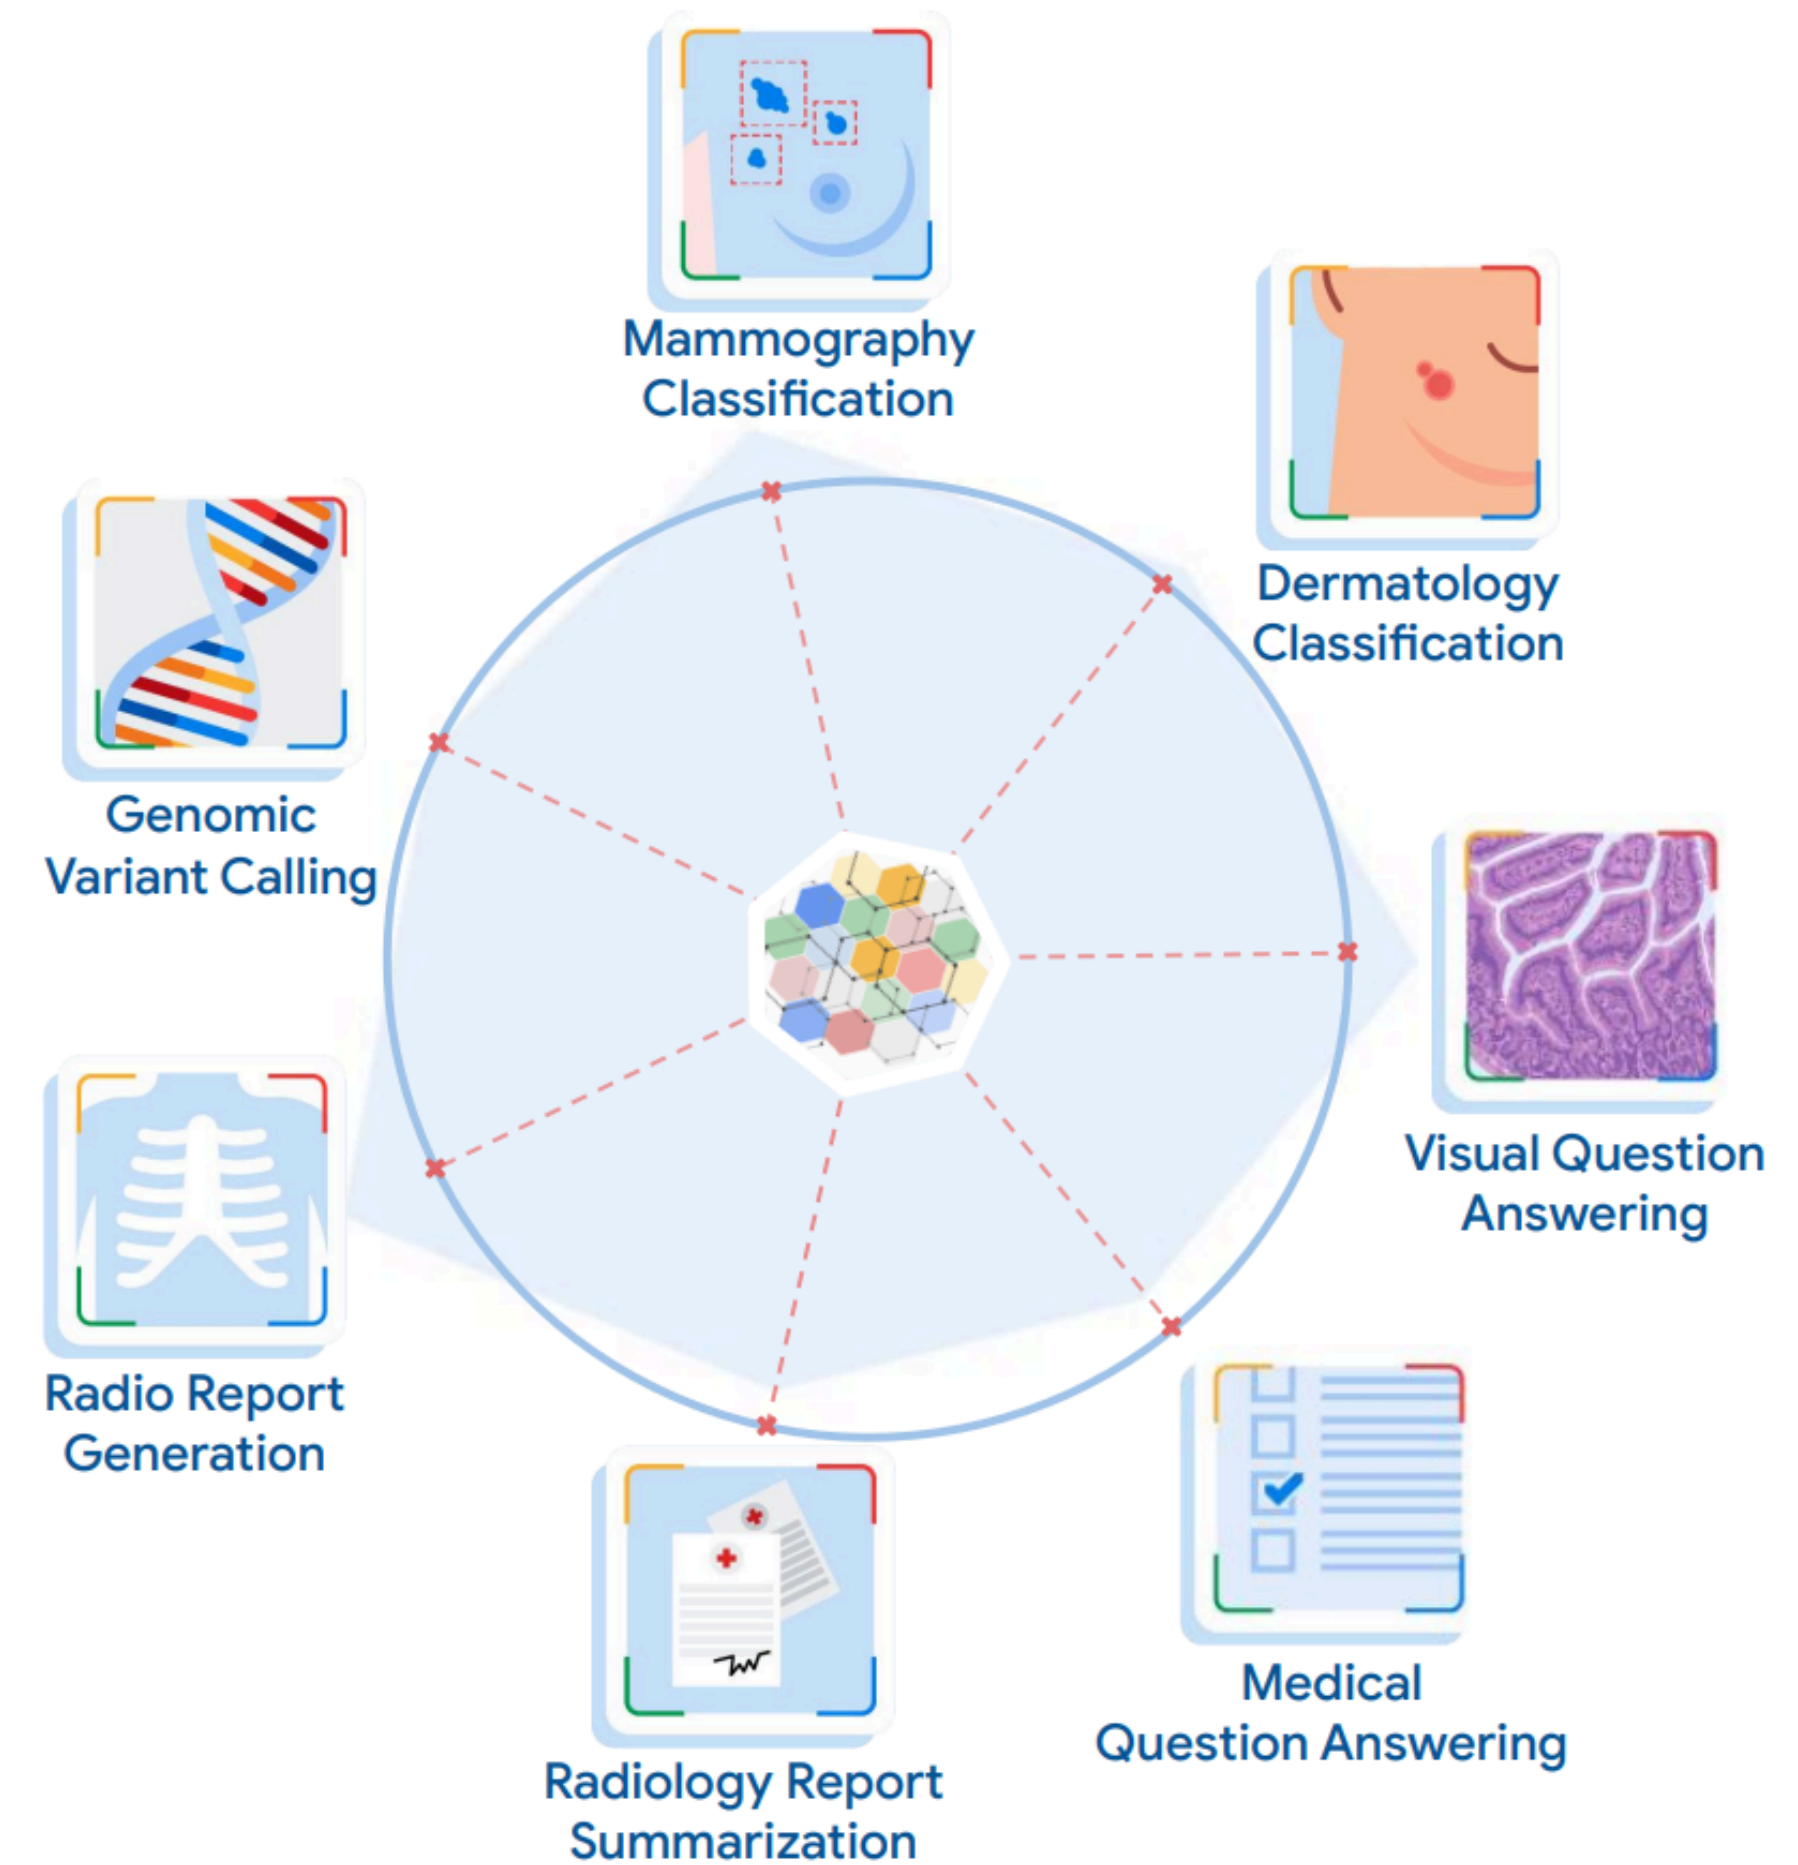 Mammography
Classification
Dermatology
Classification
Genomic
Variant Calling
Visual Question
Answering
Radio Report
Generation
Medical
Question Answering
Radiology Report
Summarization